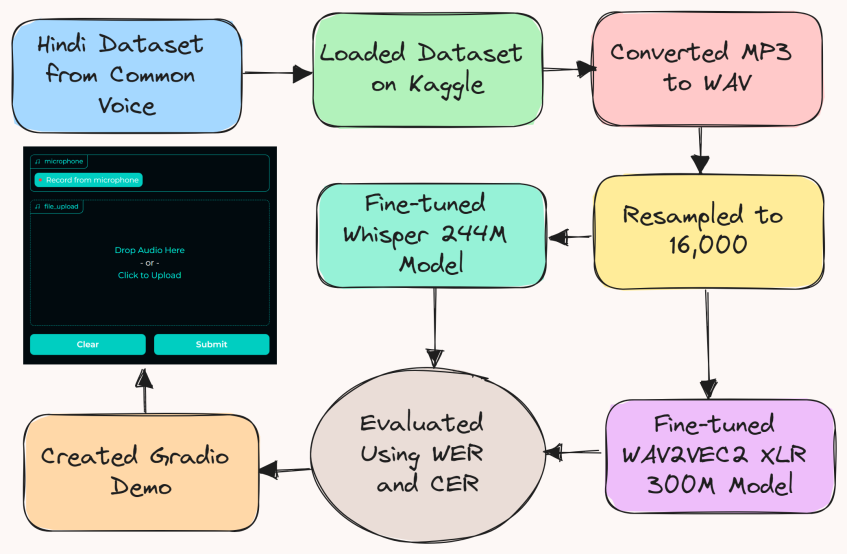 Hindi Dataset
from Common
Voice
Loaded Dataset
on Kaggle
Converted MP3
to WAV
microphone
Record from microphone
file_upload
Drop Audio Here
- or -
Click to Upload
Clear
Submit
Fine-tuned
Whisper 244M
Model
Resampled to
16,000
Created Gradio
Demo
Evaluated
Using WER
and CER
Fine-tuned
WAV2VEC2 XLR
300M Model